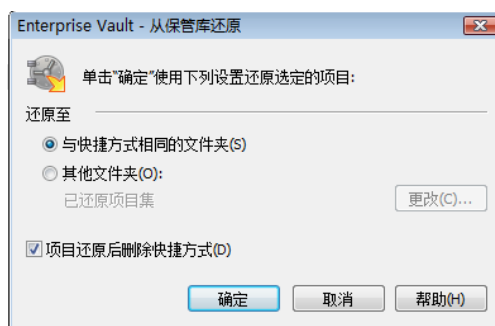 Enterprise Vault - 从保管库还原
单击“确定”使用下列设置还原选定的项目:
还原至
与快捷方式相同的文件夹(S)
其他文件夹(O):
已还原项目集 更改(C)...
项目还原后删除快捷方式(D)
确定 取消 帮助(H)